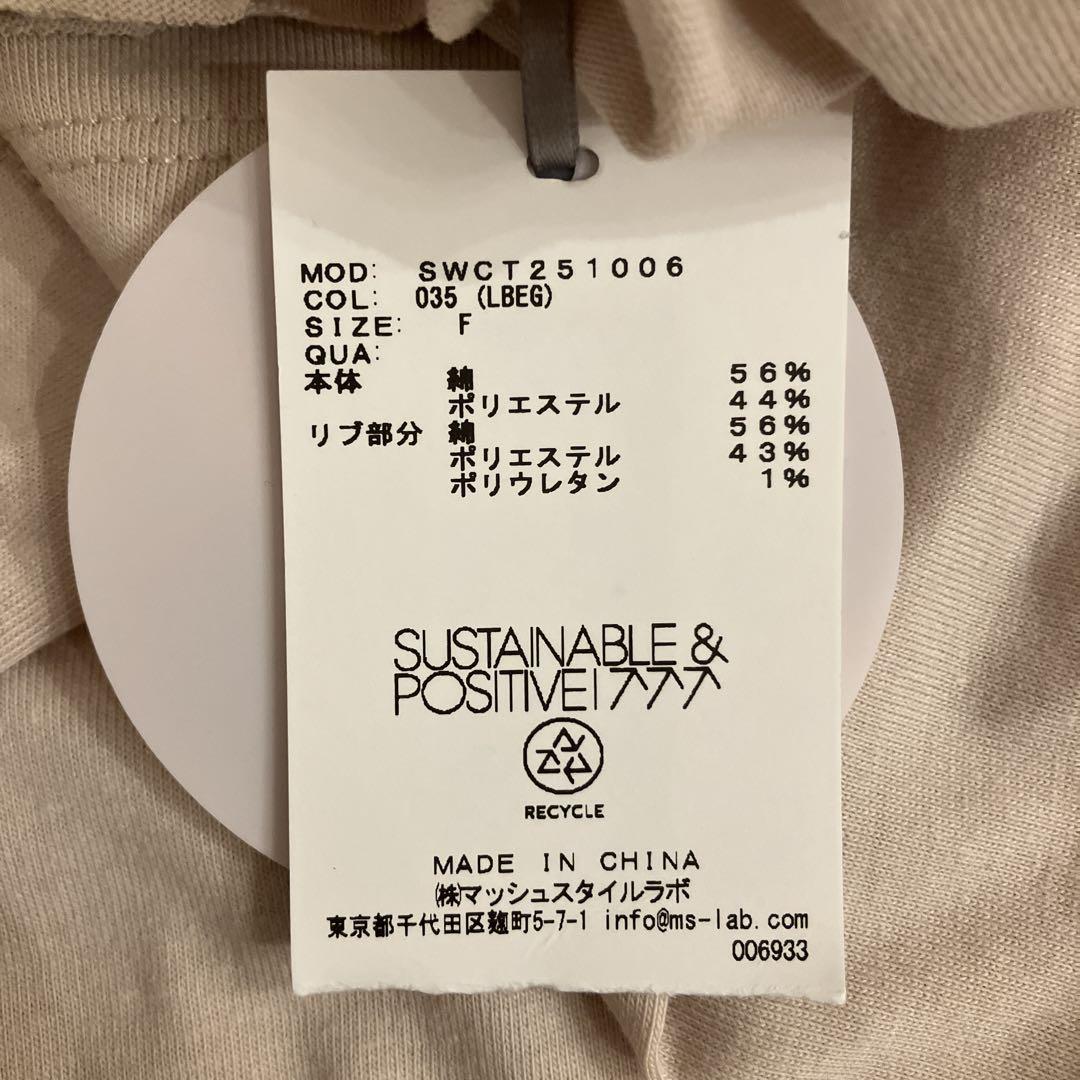 MOD: SWCT251006
COL: 035 (LBEG)
SIZE: F
QUA:
本体 綿 56%
ポリエステル 44%
リブ部分 綿 56%
ポリエステル 43%
ポリウレタン 1%
SUSTAINABLE &
POSITIVE!
RECYCLE
MADE IN CHINA
㈱マッシュスタイルラボ
東京都千代田区麹町5-7-1 info@ms-lab.com
006933